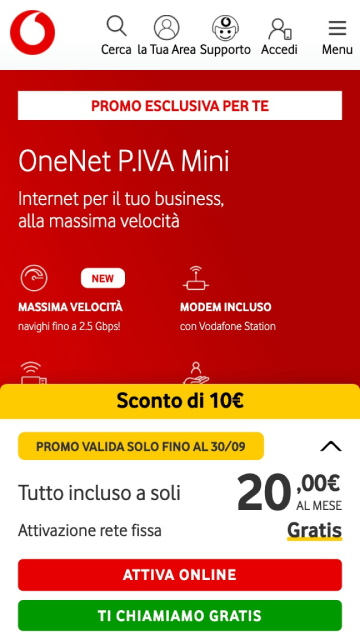 Cerca la Tua Area Supporto Accedi Menu
PROMO ESCLUSIVA PER TE
OneNet P.IVA Mini
Internet per il tuo business,
alla massima velocità
NEW
MASSIMA VELOCITÀ
navighi fino a 2.5 Gbps!
MODEM INCLUSO
con Vodafone Station
Sconto di 10€
PROMO VALIDA SOLO FINO AL 30/09
Tutto incluso a soli
20,00€
AL MESE
Attivazione rete fissa
Gratis
ATTIVA ONLINE
TI CHIAMIAMO GRATIS